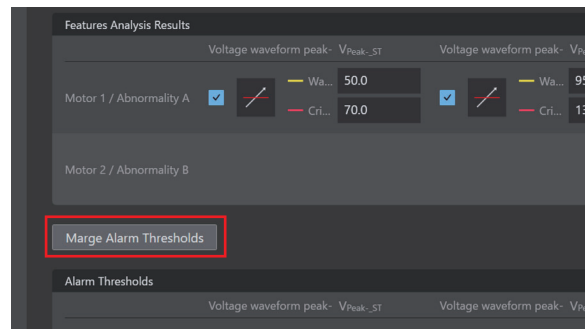 Features Analysis Results
Voltage waveform peak- VPeak-_ST Voltage waveform peak-
Motor 1 / Abnormality A Wa... 50.0 Wa...
Cri... 70.0 Cri...
Motor 2 / Abnormality B
Marge Alarm Thresholds
Alarm Thresholds
Voltage waveform peak- VPeak-_ST Voltage waveform peak-